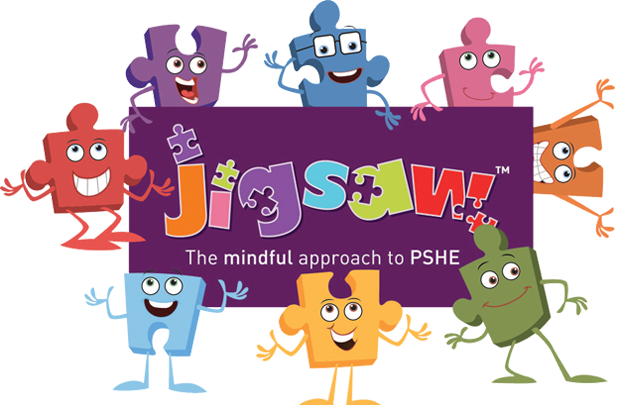 jigsaw™
The mindful approach to PSHE